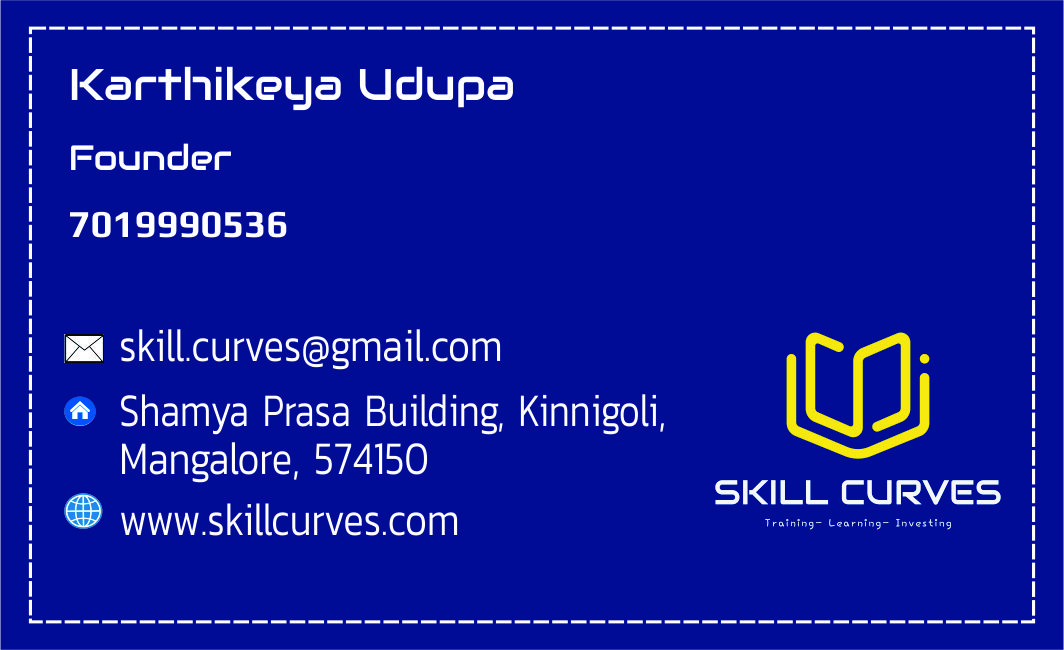 Karthikeya Udupa
Founder
7019990536
skill.curves@gmail.com
Shamya Prasa Building, Kinnigoli,
Mangalore, 574150
www.skillcurves.com
SKILL CURVES
Training- Learning- Investing